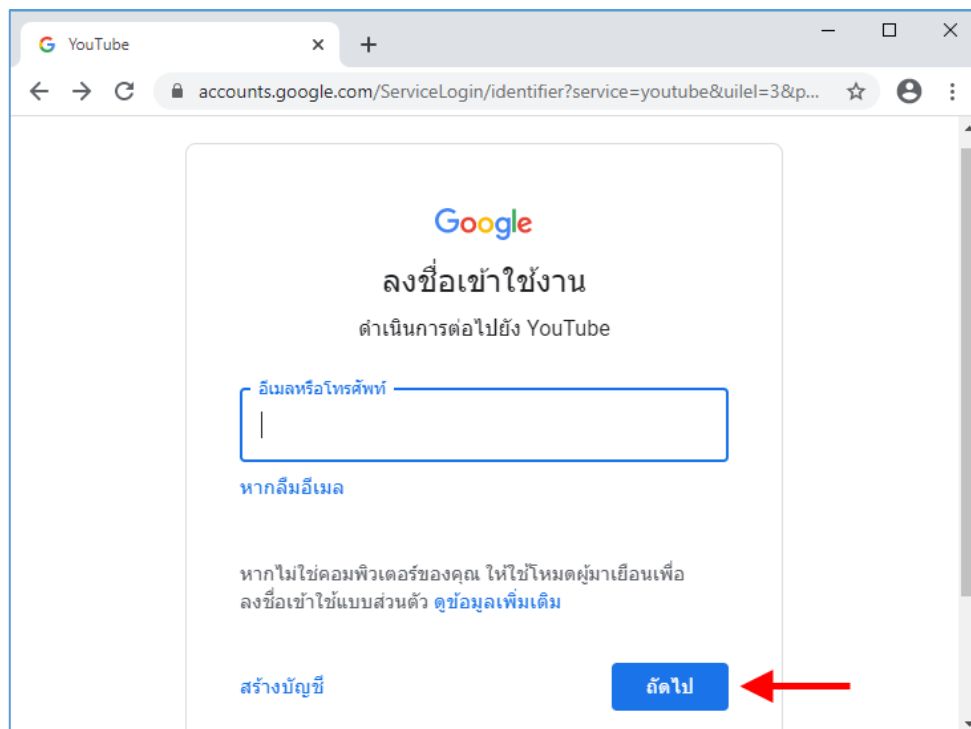 YouTube
accounts.google.com/ServiceLogin/identifier?service=youtube&uilel=3&p...
Google
ลงชื่อเข้าใช้งาน
ดำเนินการต่อไปยัง YouTube
อีเมลหรือโทรศัพท์
หากลืมอีเมล
หากไม่ใช่คอมพิวเตอร์ของคุณ ให้ใช้โหมดผู้มาเยือนเพื่อ
ลงชื่อเข้าใช้แบบส่วนตัว ดูข้อมูลเพิ่มเติม
สร้างบัญชี
ถัดไป